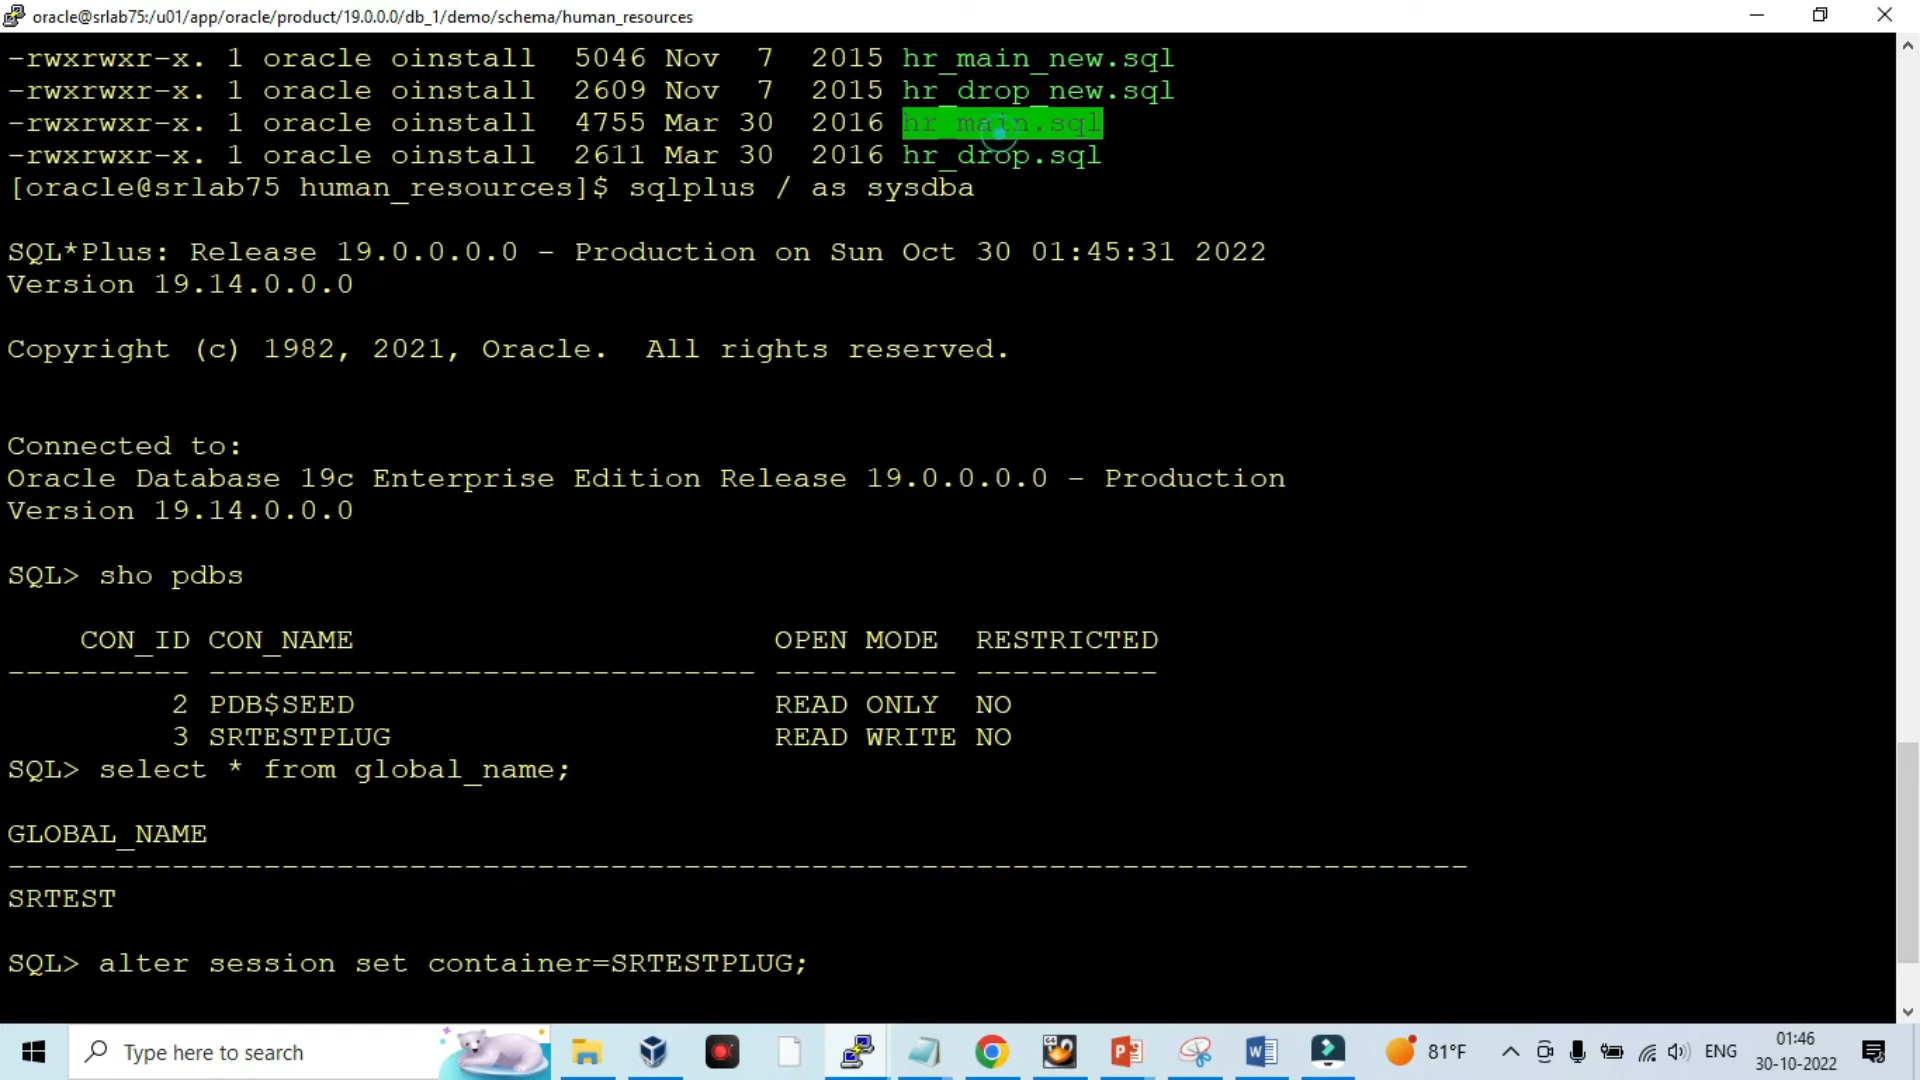 oracle@srlab75:/u01/app/oracle/product/19.0.0.0/db_1/demo/schema/human_resources
-rwxrwxr-x. 1 oracle oinstall  5046 Nov  7  2015 hr_main_new.sql
-rwxrwxr-x. 1 oracle oinstall  2609 Nov  7  2015 hr_drop_new.sql
-rwxrwxr-x. 1 oracle oinstall  4755 Mar 30  2016 hr_main.sql
-rwxrwxr-x. 1 oracle oinstall  2611 Mar 30  2016 hr_drop.sql
[oracle@srlab75 human_resources]$ sqlplus / as sysdba
SQL*Plus: Release 19.0.0.0.0 - Production on Sun Oct 30 01:45:31 2022
Version 19.14.0.0.0
Copyright (c) 1982, 2021, Oracle.  All rights reserved.
Connected to:
Oracle Database 19c Enterprise Edition Release 19.0.0.0.0 - Production
Version 19.14.0.0.0
SQL> sho pdbs
    CON_ID CON_NAME                       OPEN MODE  RESTRICTED
---------- ------------------------------ ---------- ----------
         2 PDB$SEED                       READ ONLY  NO
         3 SRTESTPLUG                     READ WRITE NO
SQL> select * from global_name;
GLOBAL_NAME
--------------------------------------------------------------------------------
SRTEST
SQL> alter session set container=SRTESTPLUG;
Type here to search
81°F
ENG
01:46
30-10-2022